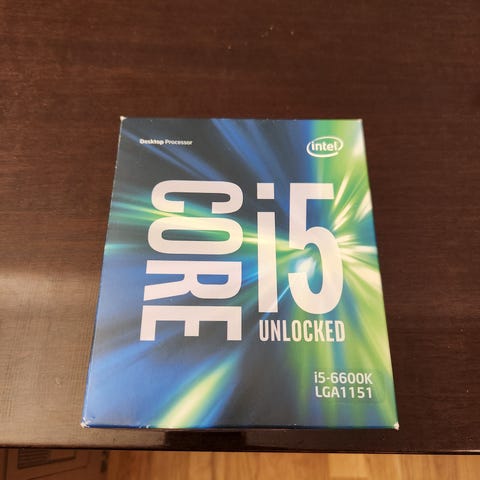 Desktop Processor
intel
CORE
i5
UNLOCKED
i5-6600K
LGA1151